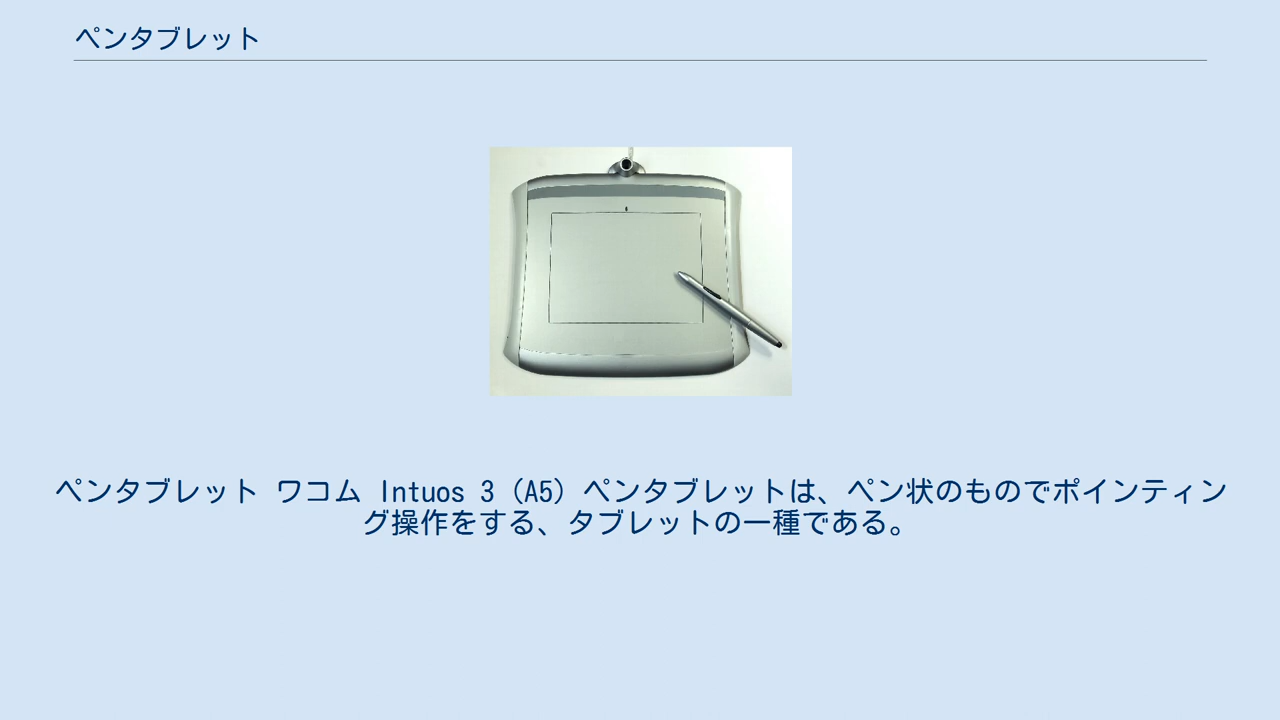 ペンタブレット
ペンタブレット ワコム Intuos 3（A5）ペンタブレットは、ペン状のものでポインティン
グ操作をする、タブレットの一種である。